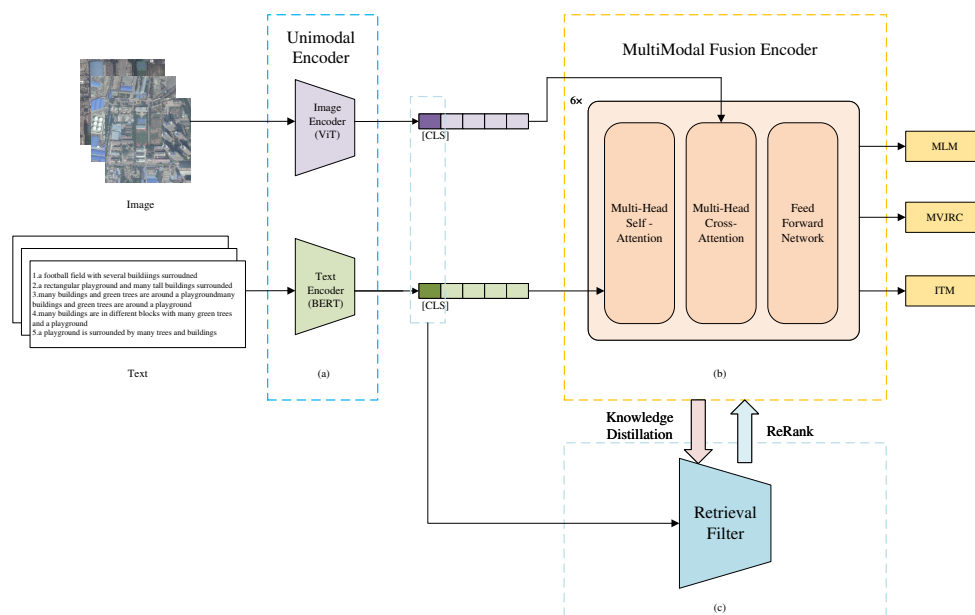 Unimodal
Encoder
MultiModal Fusion Encoder
Image
Encoder
(ViT)
6×
[CLS]
MLM
Image
Multi-Head
Self -
Attention
Multi-Head
Cross-
Attention
Feed
Forward
Network
MVJRC
1.a football field with several buildiings surroudned
2.a rectangular playground and many tall buildings surrounded
3.many buildings and green trees are around a playgroundmany
buildings and green trees are around a playground
4.many buildings are in different blocks with many green trees
and a playground
5.a playground is surrounded by many trees and buildings
Text
Encoder
(BERT)
[CLS]
ITM
Text
(a)
(b)
Knowledge
Distillation
ReRank
Retrieval
Filter
(c)